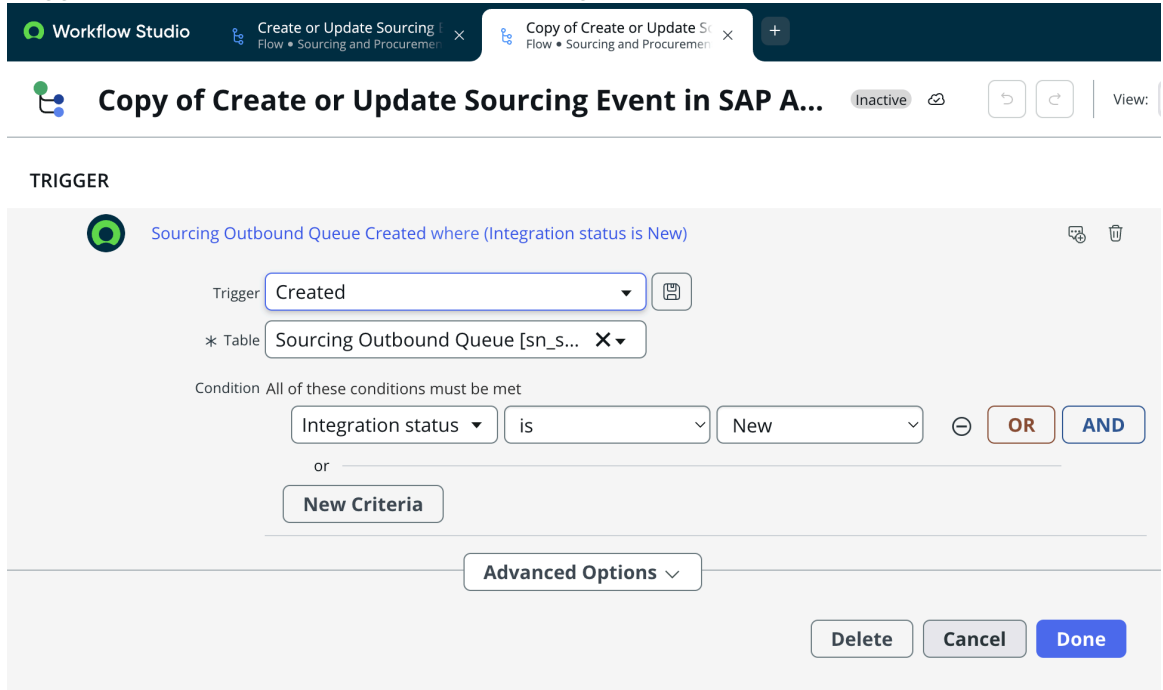 Workflow Studio
Create or Update Sourcing
Flow • Sourcing and Procuremen
Copy of Create or Update So
Flow • Sourcing and Procuremen
Copy of Create or Update Sourcing Event in SAP A...
Inactive
View:
TRIGGER
Sourcing Outbound Queue Created where (Integration status is New)
Trigger
Created
* Table
Sourcing Outbound Queue [sn_s...
Condition All of these conditions must be met
Integration status is New OR AND
or
New Criteria
Advanced Options
Delete Cancel Done